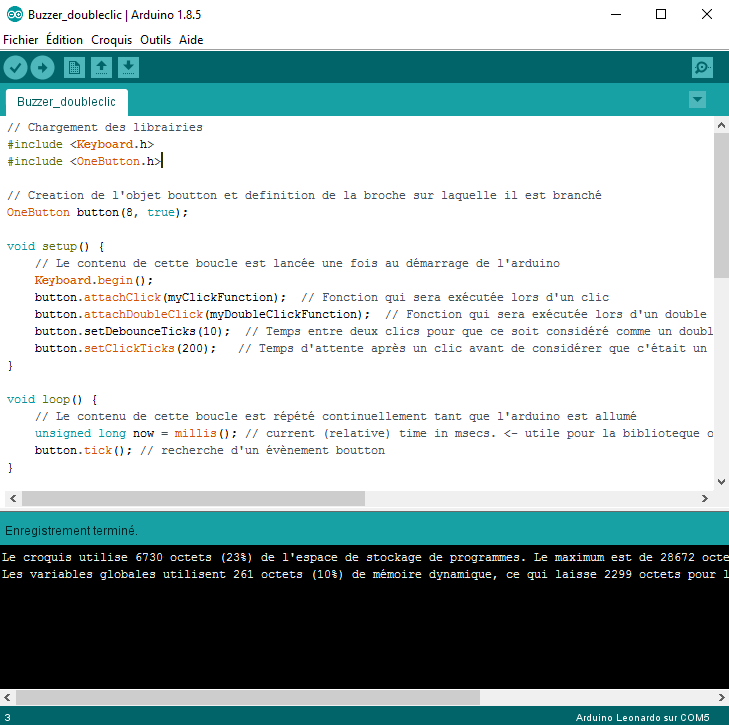 Buzzer_doubleclic | Arduino 1.8.5
Fichier Édition Croquis Outils Aide
Buzzer_doubleclic
// Chargement des librairies
#include <Keyboard.h>
#include <OneButton.h>
// Creation de l'objet boutton et definition de la broche sur laquelle il est branché
OneButton button(8, true);
void setup() {
// Le contenu de cette boucle est lancée une fois au démarrage de l'arduino
Keyboard.begin();
button.attachClick(myClickFunction); // Fonction qui sera exécutée lors d'un clic
button.attachDoubleClick(myDoubleClickFunction); // Fonction qui sera exécutée lors d'un double
button.setDebounceTicks(10); // Temps entre deux clics pour que ce soit considéré comme un doubl
button.setClickTicks(200); // Temps d'attente après un clic avant de considérer que c'était un
}
void loop() {
// Le contenu de cette boucle est répété continuellement tant que l'arduino est allumé
unsigned long now = millis(); // current (relative) time in msecs. <- utile pour la biblioteque o
button.tick(); // recherche d'un évènement boutton
}
Enregistrement terminé.
Le croquis utilise 6730 octets (23%) de l'espace de stockage de programmes. Le maximum est de 28672 octe
Les variables globales utilisent 261 octets (10%) de mémoire dynamique, ce qui laisse 2299 octets pour l
3 Arduino Leonardo sur COM5